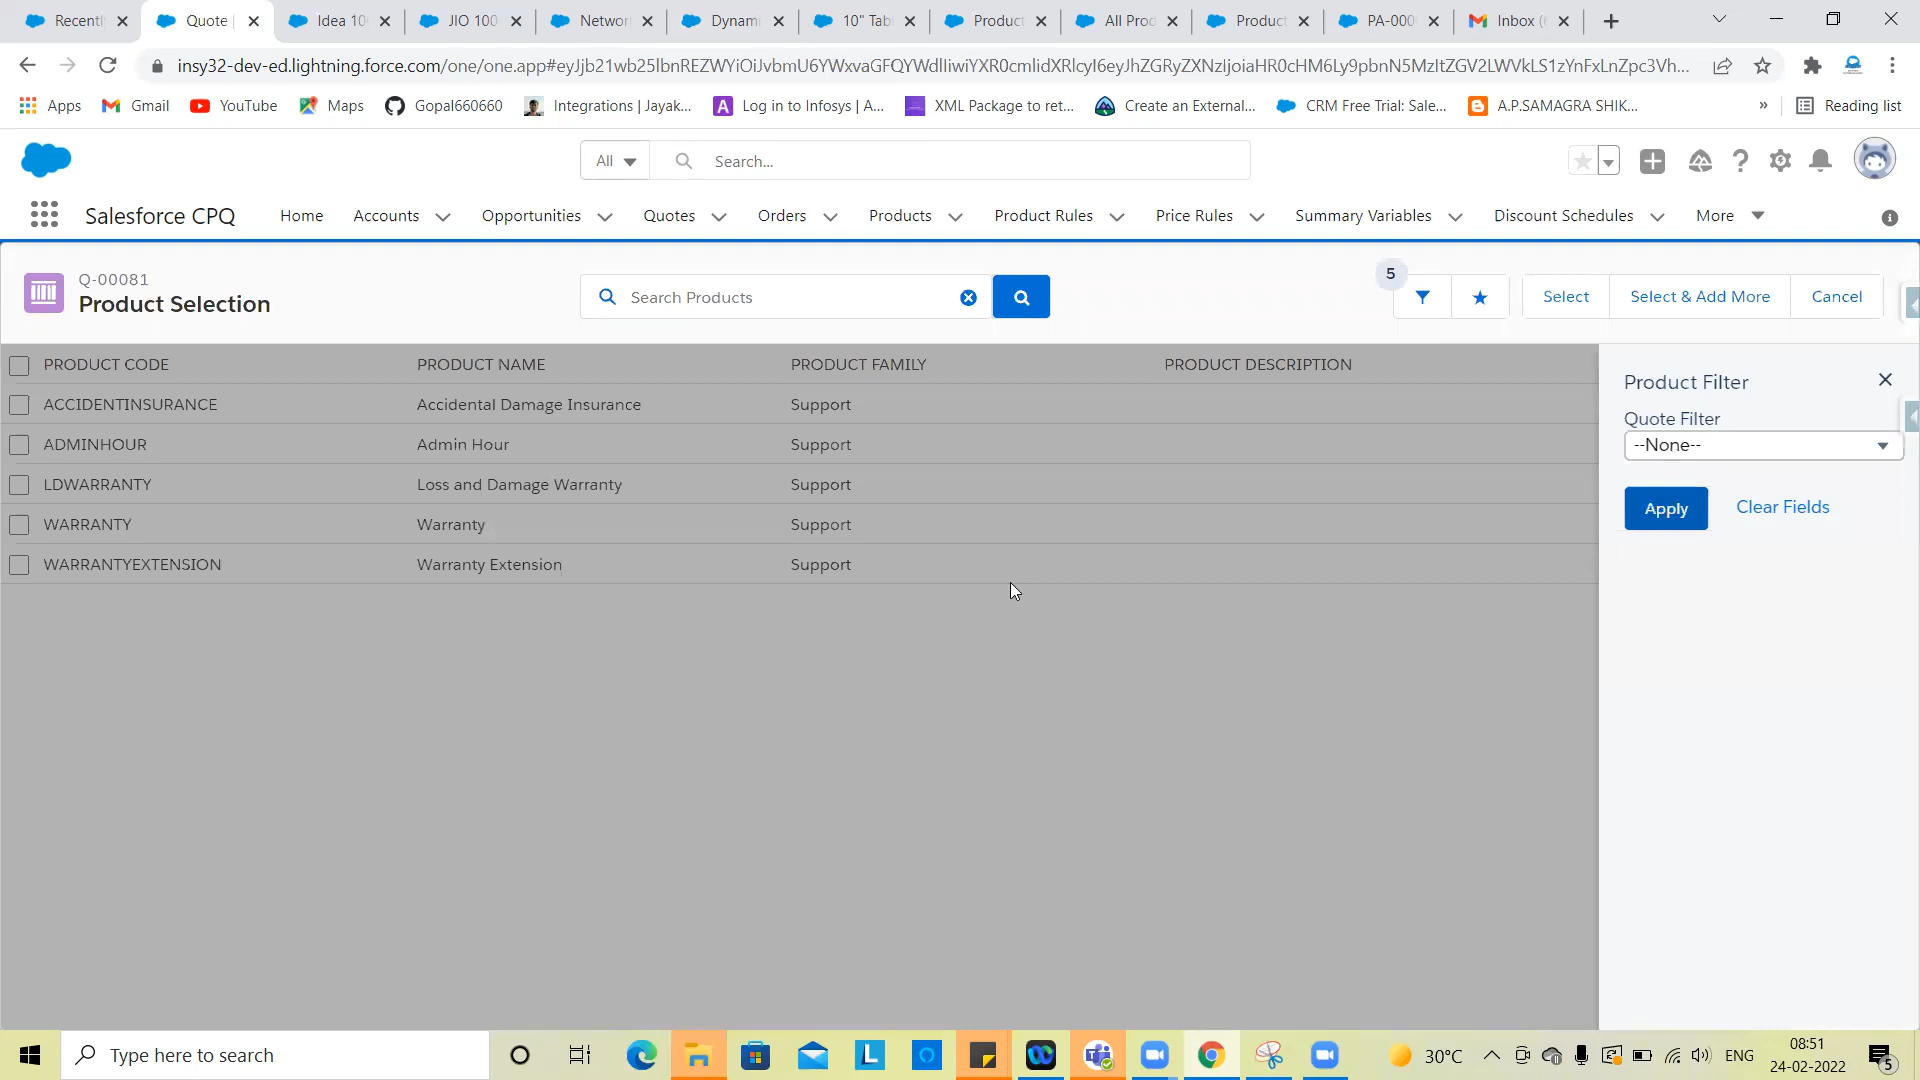 Recent
Quote
Idea 10
JIO 100
Networ
Dynam
10" Tab
Product
All Prod
Product
PA-000
Inbox (
insy32-dev-ed.lightning.force.com/one/one.app#eyJjb21wb25lbnREZWYiOiJvbmU6YWxvaGFQYWdlIiwiYXR0cmlidXRlcyI6eyJhZGRyZXNzIjoiaHR0cHM6Ly9pbnN5MzItZGV2LWVkLS1zYnFxLnZpc3Vh...
Apps
Gmail
YouTube
Maps
Gopal660660
Integrations | Jayak...
Log in to Infosys | A...
XML Package to ret...
Create an External...
CRM Free Trial: Sale...
A.P.SAMAGRA SHIK...
»
Reading list
All
Search...
Salesforce CPQ
Home
Accounts
Opportunities
Quotes
Orders
Products
Product Rules
Price Rules
Summary Variables
Discount Schedules
More
Q-00081
Product Selection
Search Products
5
Select
Select & Add More
Cancel
PRODUCT CODE PRODUCT NAME PRODUCT FAMILY PRODUCT DESCRIPTION
ACCIDENTINSURANCE Accidental Damage Insurance Support
ADMINHOUR Admin Hour Support
LDWARRANTY Loss and Damage Warranty Support
WARRANTY Warranty Support
WARRANTYEXTENSION Warranty Extension Support
Product Filter
Quote Filter
--None--
Apply
Clear Fields
Type here to search
30°C
ENG
08:51
24-02-2022
5